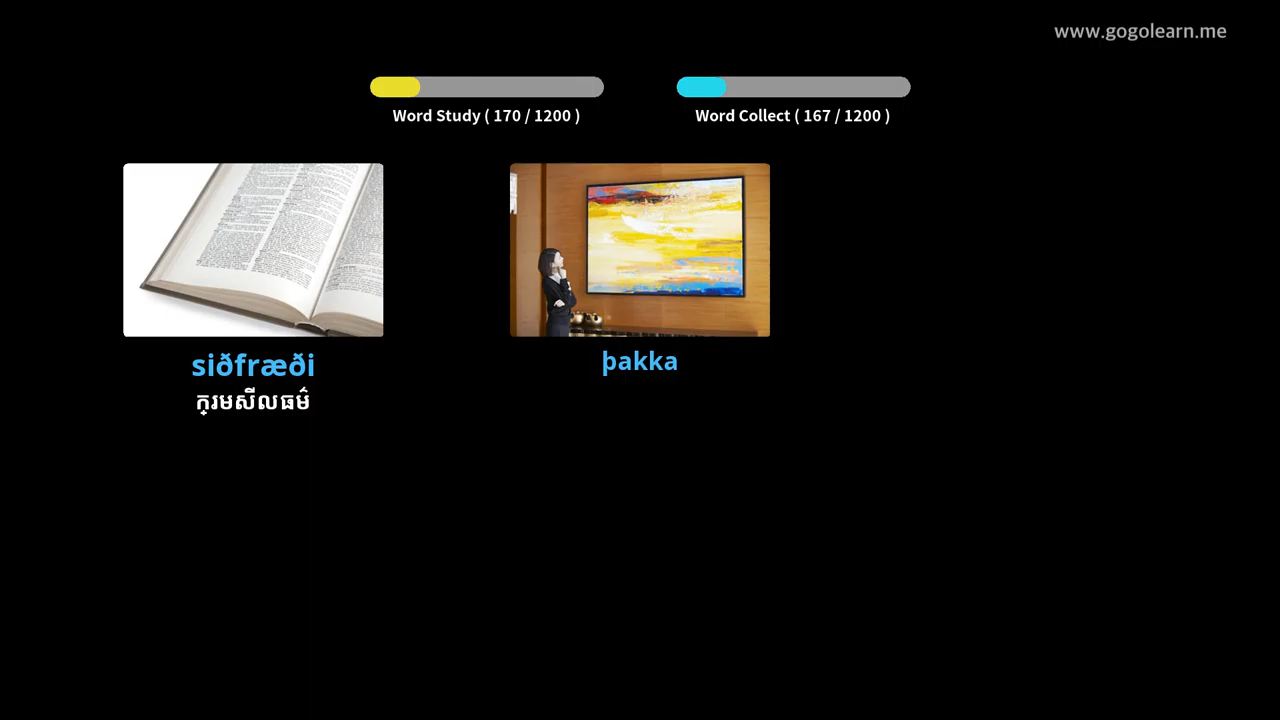 www.gogolearn.me
Word Study ( 170 / 1200 )
Word Collect ( 167 / 1200 )
siðfræði
ក្រមសីលធម៌
þakka